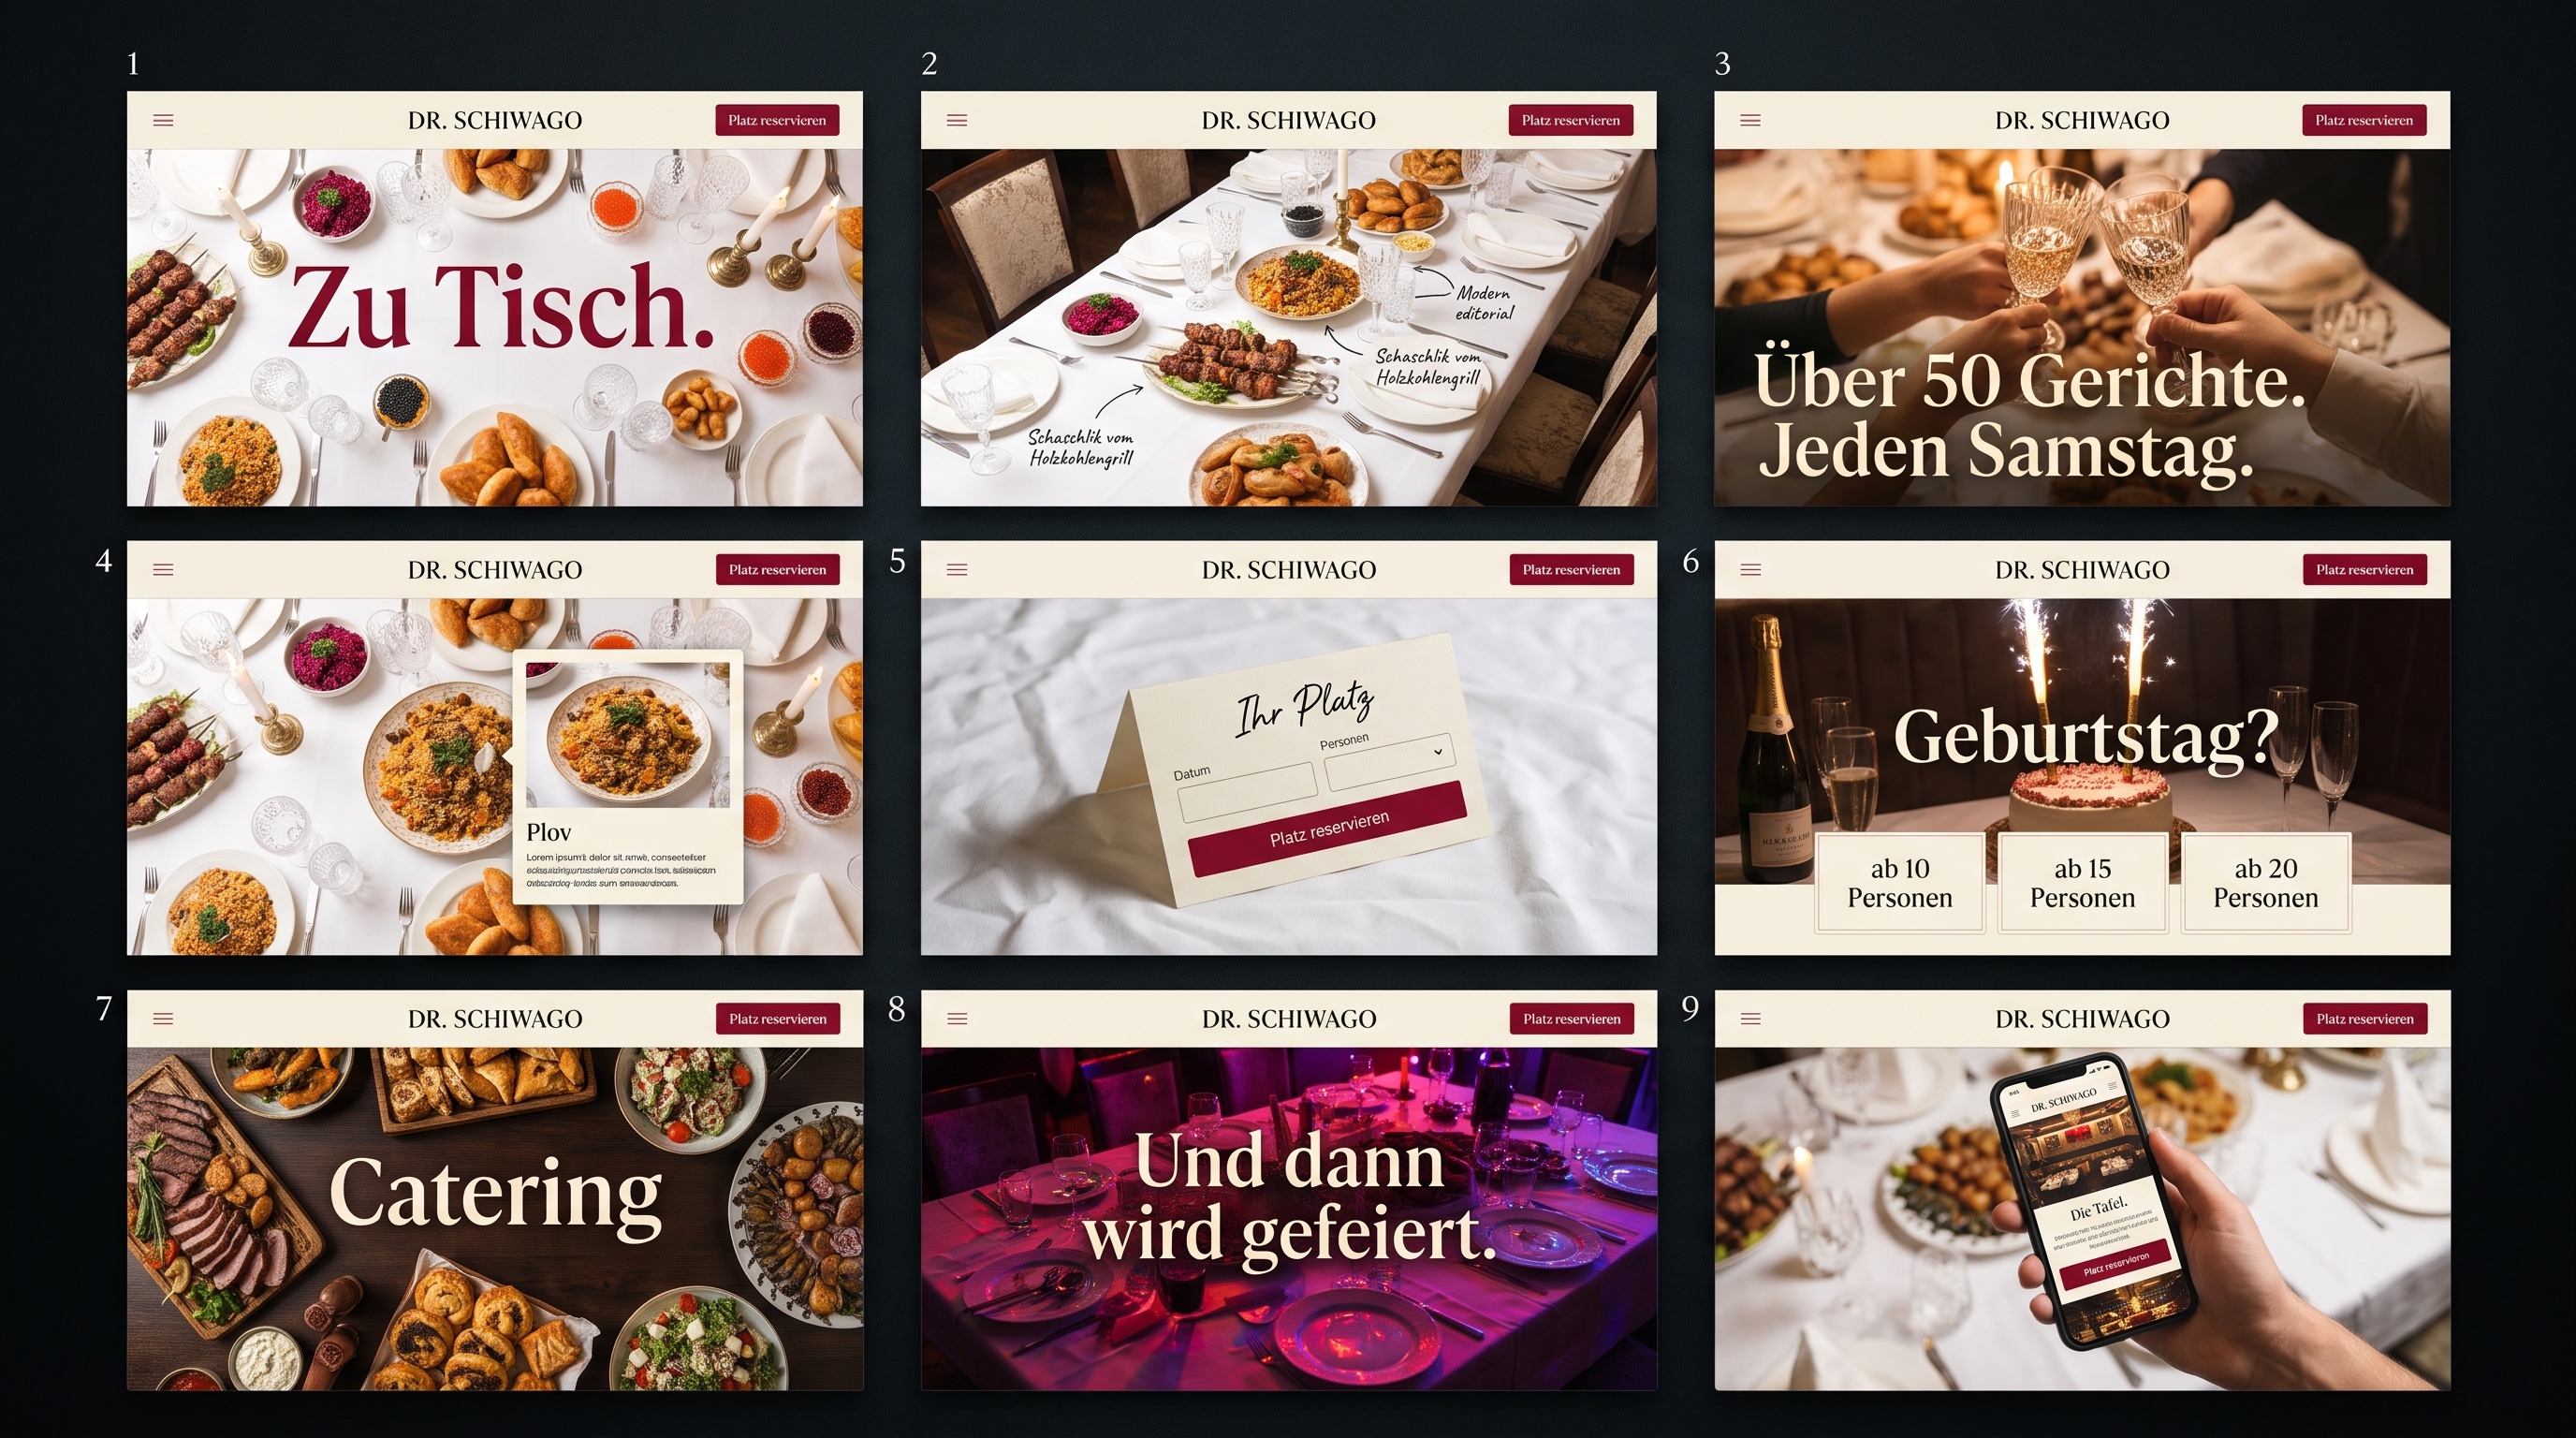 1
DR. SCHIWAGO
Platz reservieren
Zu Tisch.
2
DR. SCHIWAGO
Platz reservieren
Modern
editorial
Schaschlik vom
Holzkohlengrill
Schaschlik vom
Holzkohlengrill
3
DR. SCHIWAGO
Platz reservieren
Über 50 Gerichte.
Jeden Samstag.
4
DR. SCHIWAGO
Platz reservieren
Plov
Lorem ipsum
5
DR. SCHIWAGO
Platz reservieren
Ihr Platz
Datum
Personen
Platz reservieren
6
DR. SCHIWAGO
Platz reservieren
Geburtstag?
ab 10
Personen
ab 15
Personen
ab 20
Personen
7
DR. SCHIWAGO
Platz reservieren
Catering
8
DR. SCHIWAGO
Platz reservieren
Und dann
wird gefeiert.
9
DR. SCHIWAGO
Platz reservieren
DR. SCHIWAGO
Die Tafel.
Platz reservieren